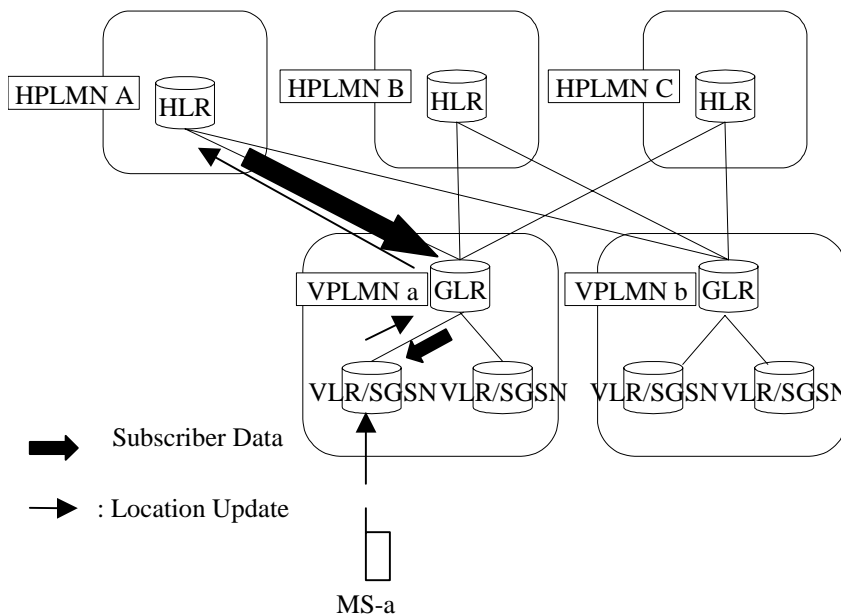 HPLMN A
HLR
HPLMN B
HLR
HPLMN C
HLR
VPLMN a
GLR
VPLMN b
GLR
VLR/SGSN
VLR/SGSN
VLR/SGSN
VLR/SGSN
Subscriber Data
: Location Update
MS-a